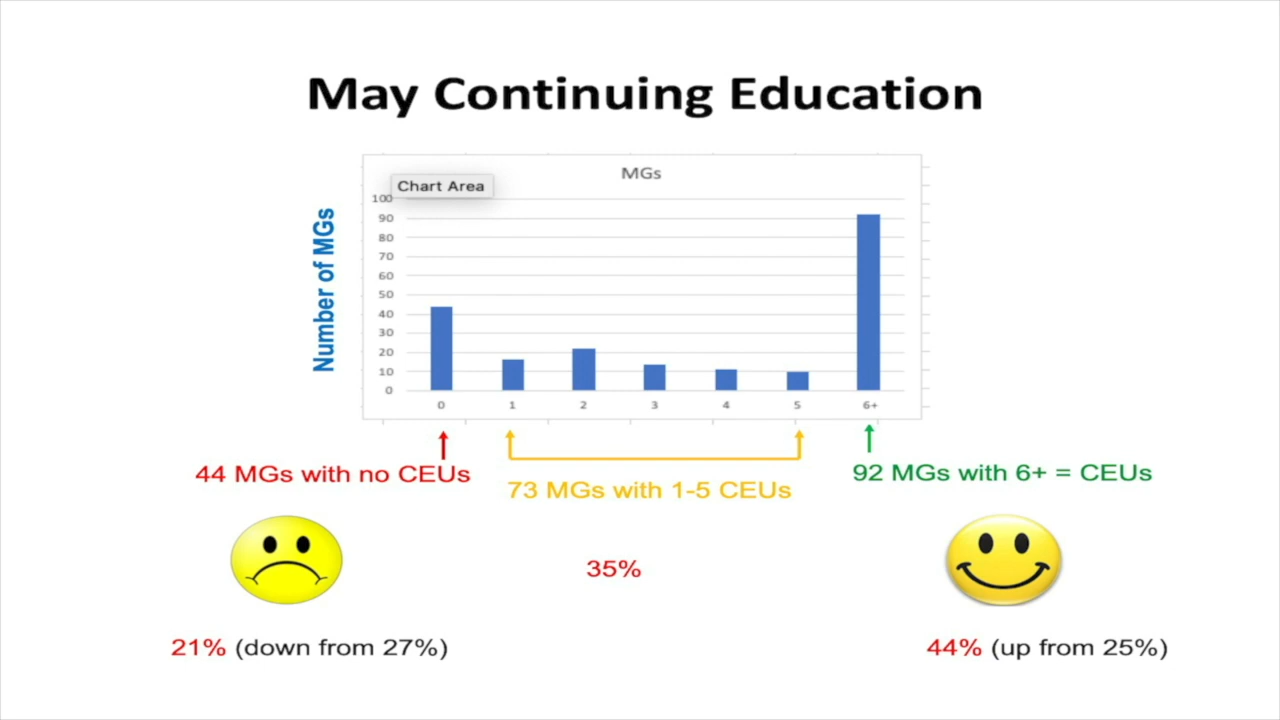 May Continuing Education
MGs
Chart Area
Number of MGs
100
90
80
70
60
50
40
30
20
10
0
0 1 2 3 4 5 6+
44 MGs with no CEUs
73 MGs with 1-5 CEUs
92 MGs with 6+ = CEUs
35%
21% (down from 27%)
44% (up from 25%)